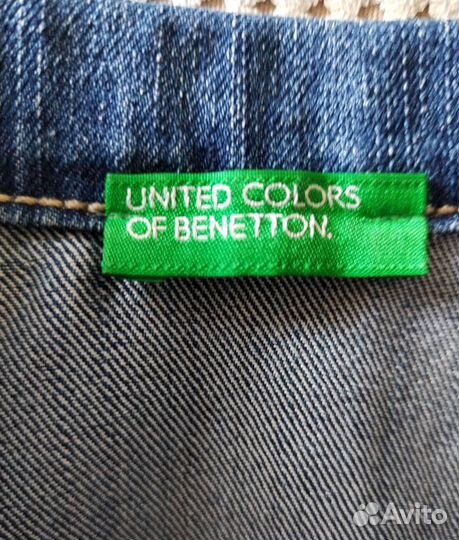 UNITED COLORS
OF BENETTON.
Avito